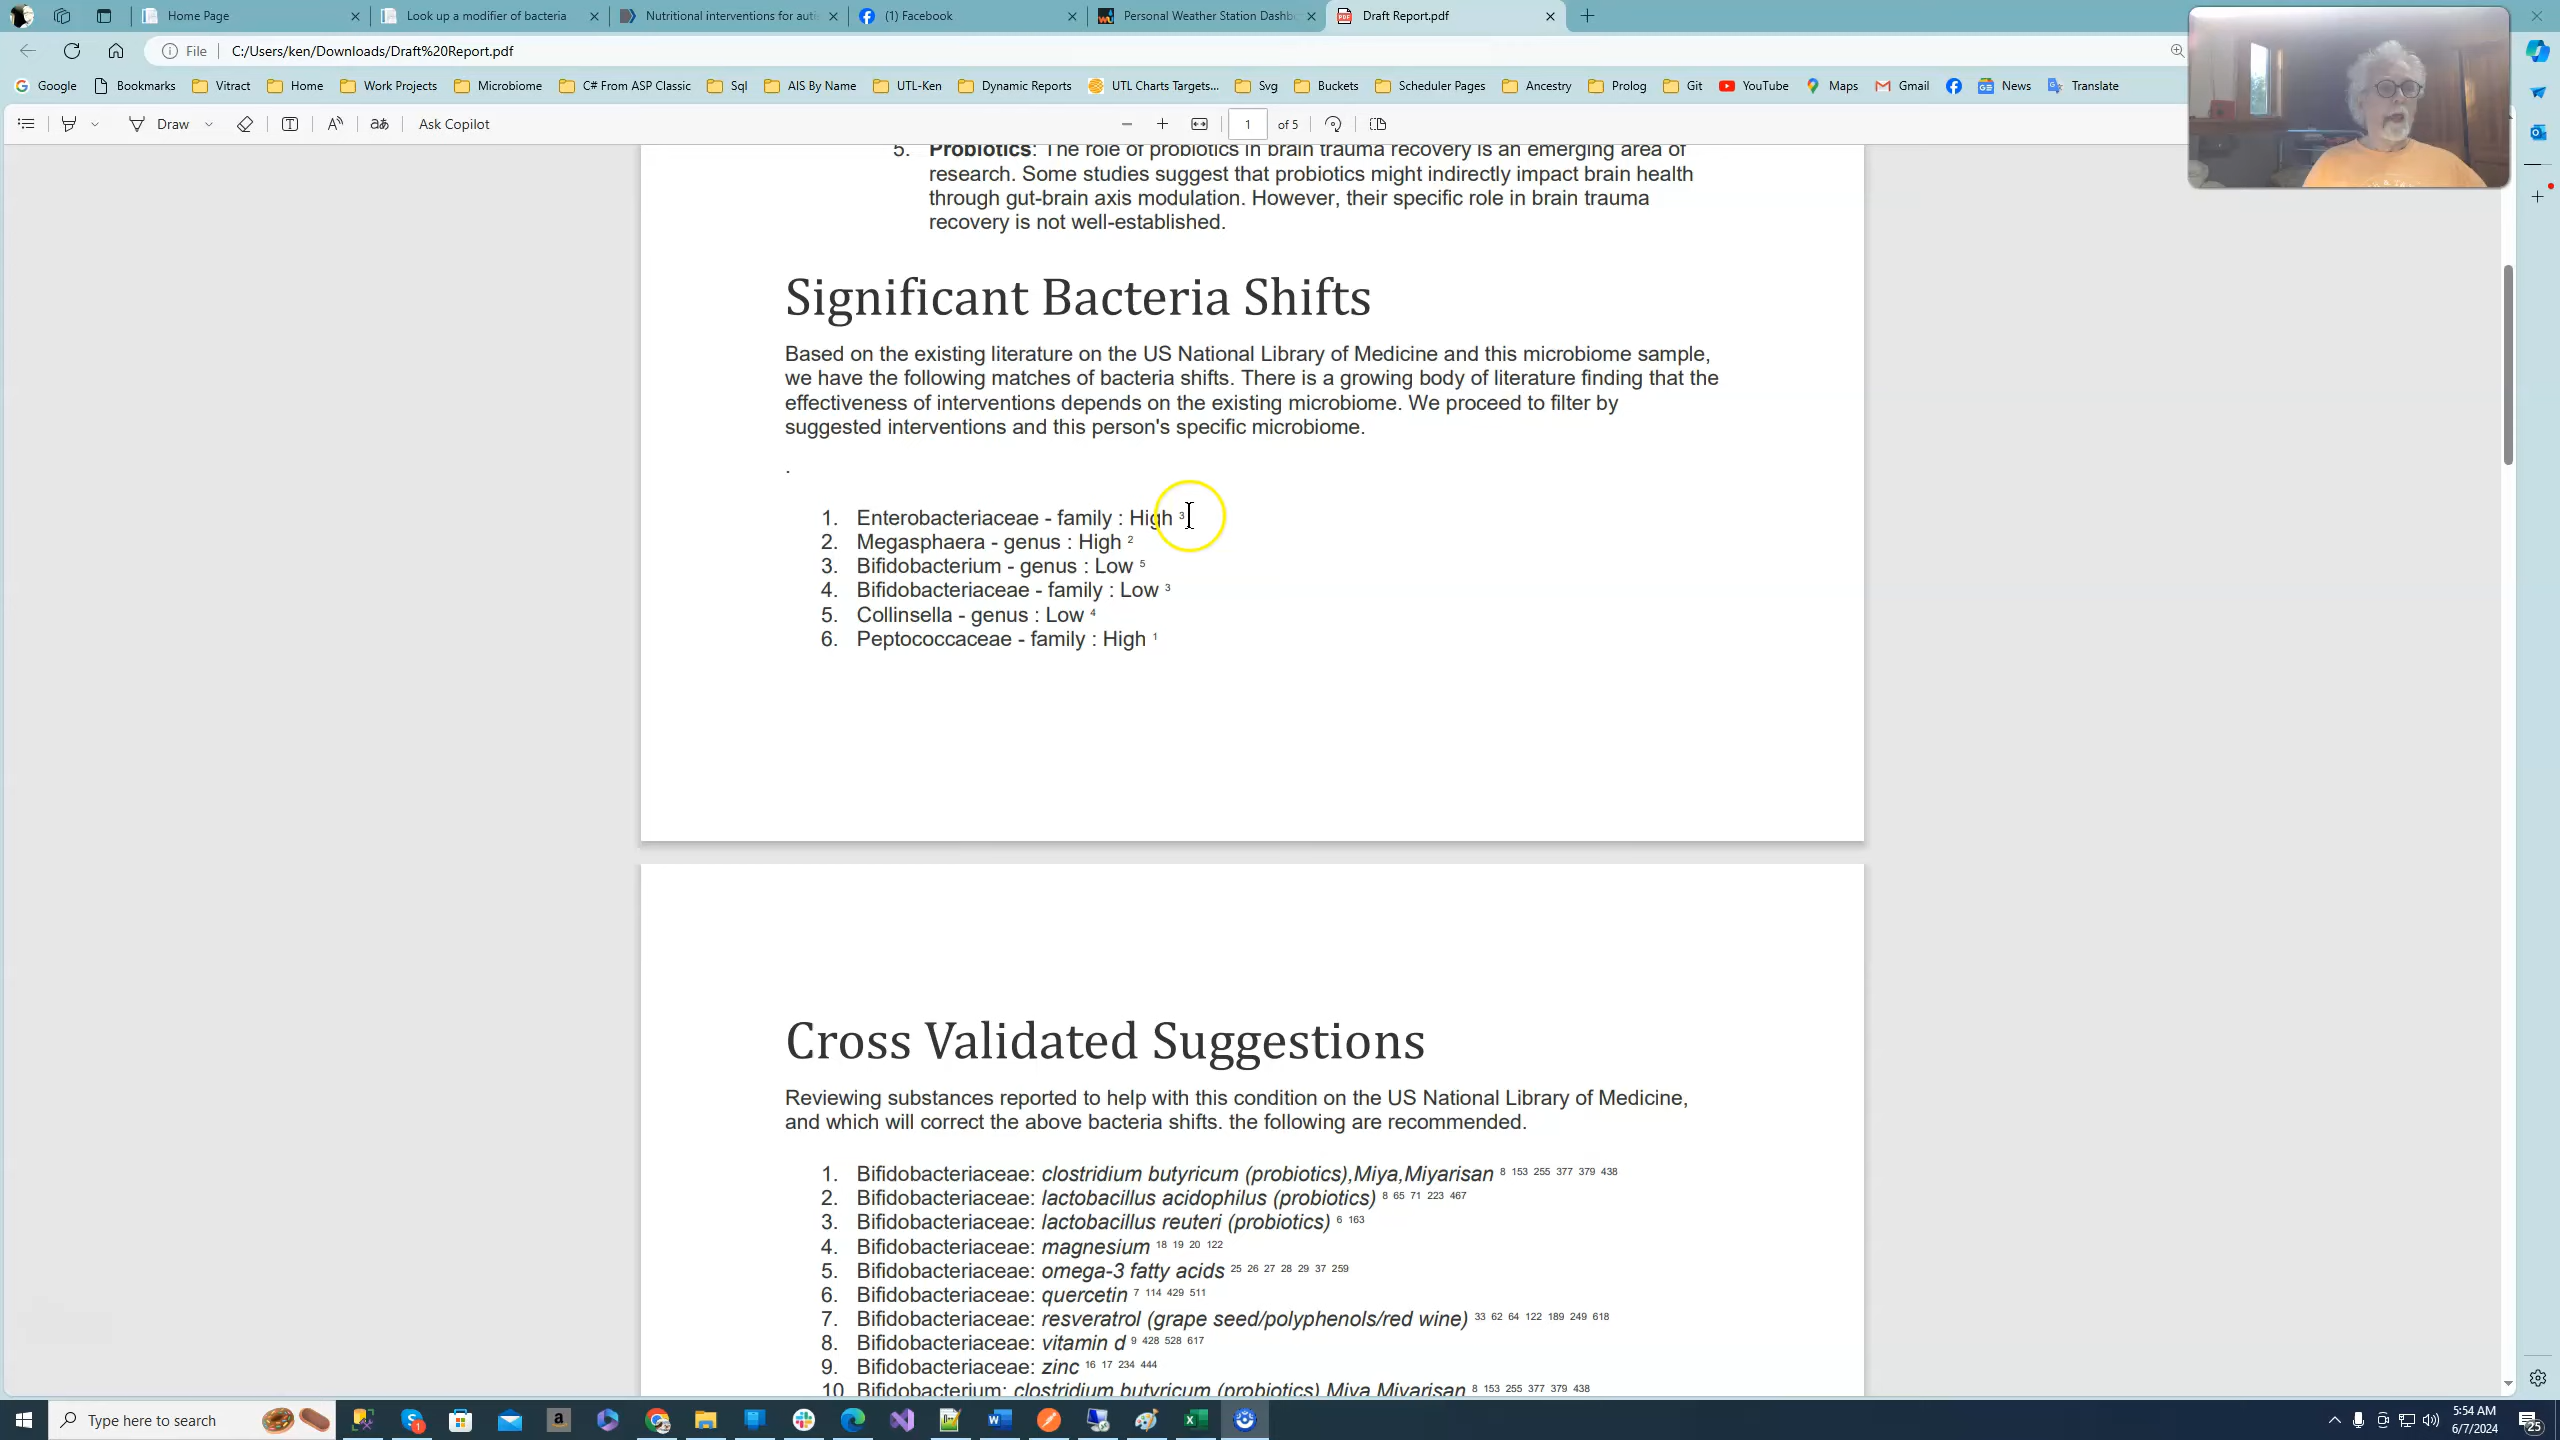 Home Page
Look up a modifier of bacteria
Nutritional interventions for auti
(1) Facebook
Personal Weather Station Dashbo
Draft Report.pdf
File
C:/Users/ken/Downloads/Draft%20Report.pdf
Google
Bookmarks
Vitract
Home
Work Projects
Microbiome
C# From ASP Classic
Sql
AIS By Name
UTL-Ken
Dynamic Reports
UTL Charts Targets...
Svg
Buckets
Scheduler Pages
Ancestry
Prolog
Git
YouTube
Maps
Gmail
News
Translate
Draw
Ask Copilot
1 of 5
5. Probiotics: The role of probiotics in brain trauma recovery is an emerging area of
research. Some studies suggest that probiotics might indirectly impact brain health
through gut-brain axis modulation. However, their specific role in brain trauma
recovery is not well-established.
Significant Bacteria Shifts
Based on the existing literature on the US National Library of Medicine and this microbiome sample,
we have the following matches of bacteria shifts. There is a growing body of literature finding that the
effectiveness of interventions depends on the existing microbiome. We proceed to filter by
suggested interventions and this person's specific microbiome.
.
1. Enterobacteriaceae - family : High 3
2. Megasphaera - genus : High 2
3. Bifidobacterium - genus : Low 5
4. Bifidobacteriaceae - family : Low 3
5. Collinsella - genus : Low 4
6. Peptococcaceae - family : High 1
Cross Validated Suggestions
Reviewing substances reported to help with this condition on the US National Library of Medicine,
and which will correct the above bacteria shifts. the following are recommended.
1. Bifidobacteriaceae: clostridium butyricum (probiotics),Miya,Miyarisan 8 153 255 377 379 438
2. Bifidobacteriaceae: lactobacillus acidophilus (probiotics) 8 65 71 223 467
3. Bifidobacteriaceae: lactobacillus reuteri (probiotics) 6 163
4. Bifidobacteriaceae: magnesium 18 19 20 122
5. Bifidobacteriaceae: omega-3 fatty acids 25 26 27 28 29 37 259
6. Bifidobacteriaceae: quercetin 7 114 429 511
7. Bifidobacteriaceae: resveratrol (grape seed/polyphenols/red wine) 33 62 64 122 189 249 618
8. Bifidobacteriaceae: vitamin d 9 428 528 617
9. Bifidobacteriaceae: zinc 16 17 234 444
10 Bifidobacterium: clostridium butyricum (probiotics) Miya Miyarisan 8 153 255 377 379 438
Type here to search
5:54 AM
6/7/2024
25